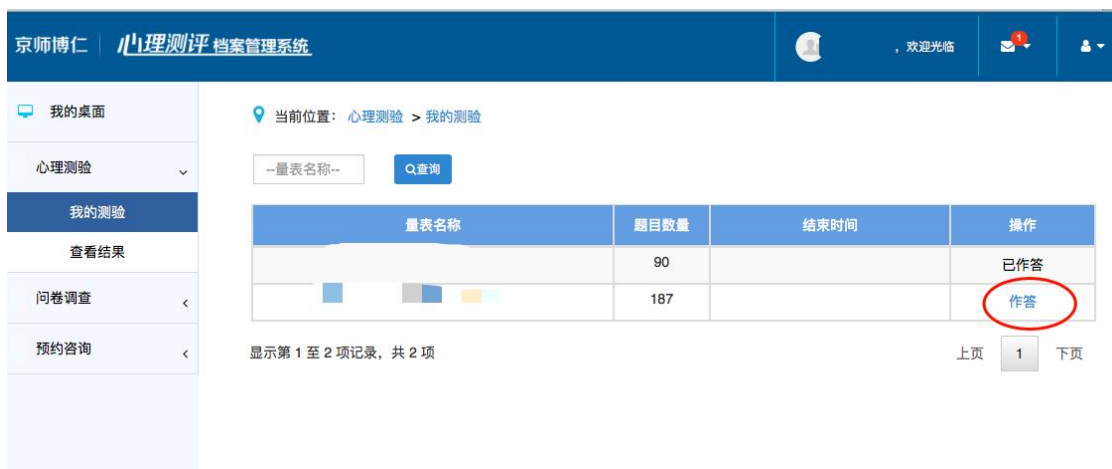 京师博仁 心理测评 档案管理系统
，欢迎光临 1
我的桌面
当前位置： 心理测验 > 我的测验
心理测验
--量表名称-- 查询
我的测验
查看结果
问卷调查
预约咨询
量表名称 题目数量 结束时间 操作
90 已作答
187 作答
显示第 1 至 2 项记录，共 2 项 上页 1 下页